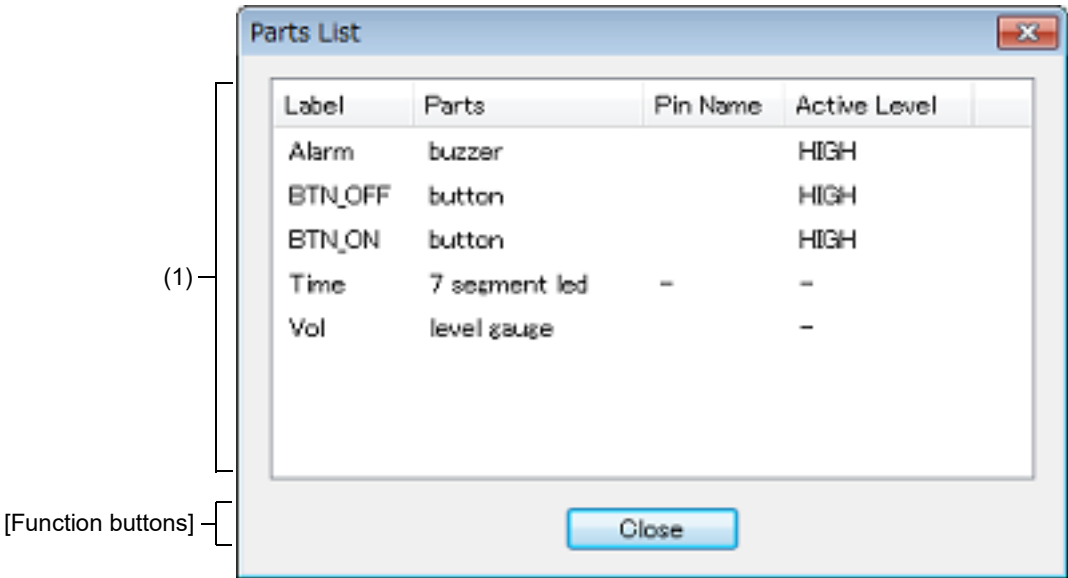 Parts List
Label Parts Pin Name Active Level
Alarm buzzer HIGH
BTN_OFF button HIGH
BTN_ON button HIGH
(1)
Time 7 segment led - -
Vol level gauge -
[Function buttons]
Close